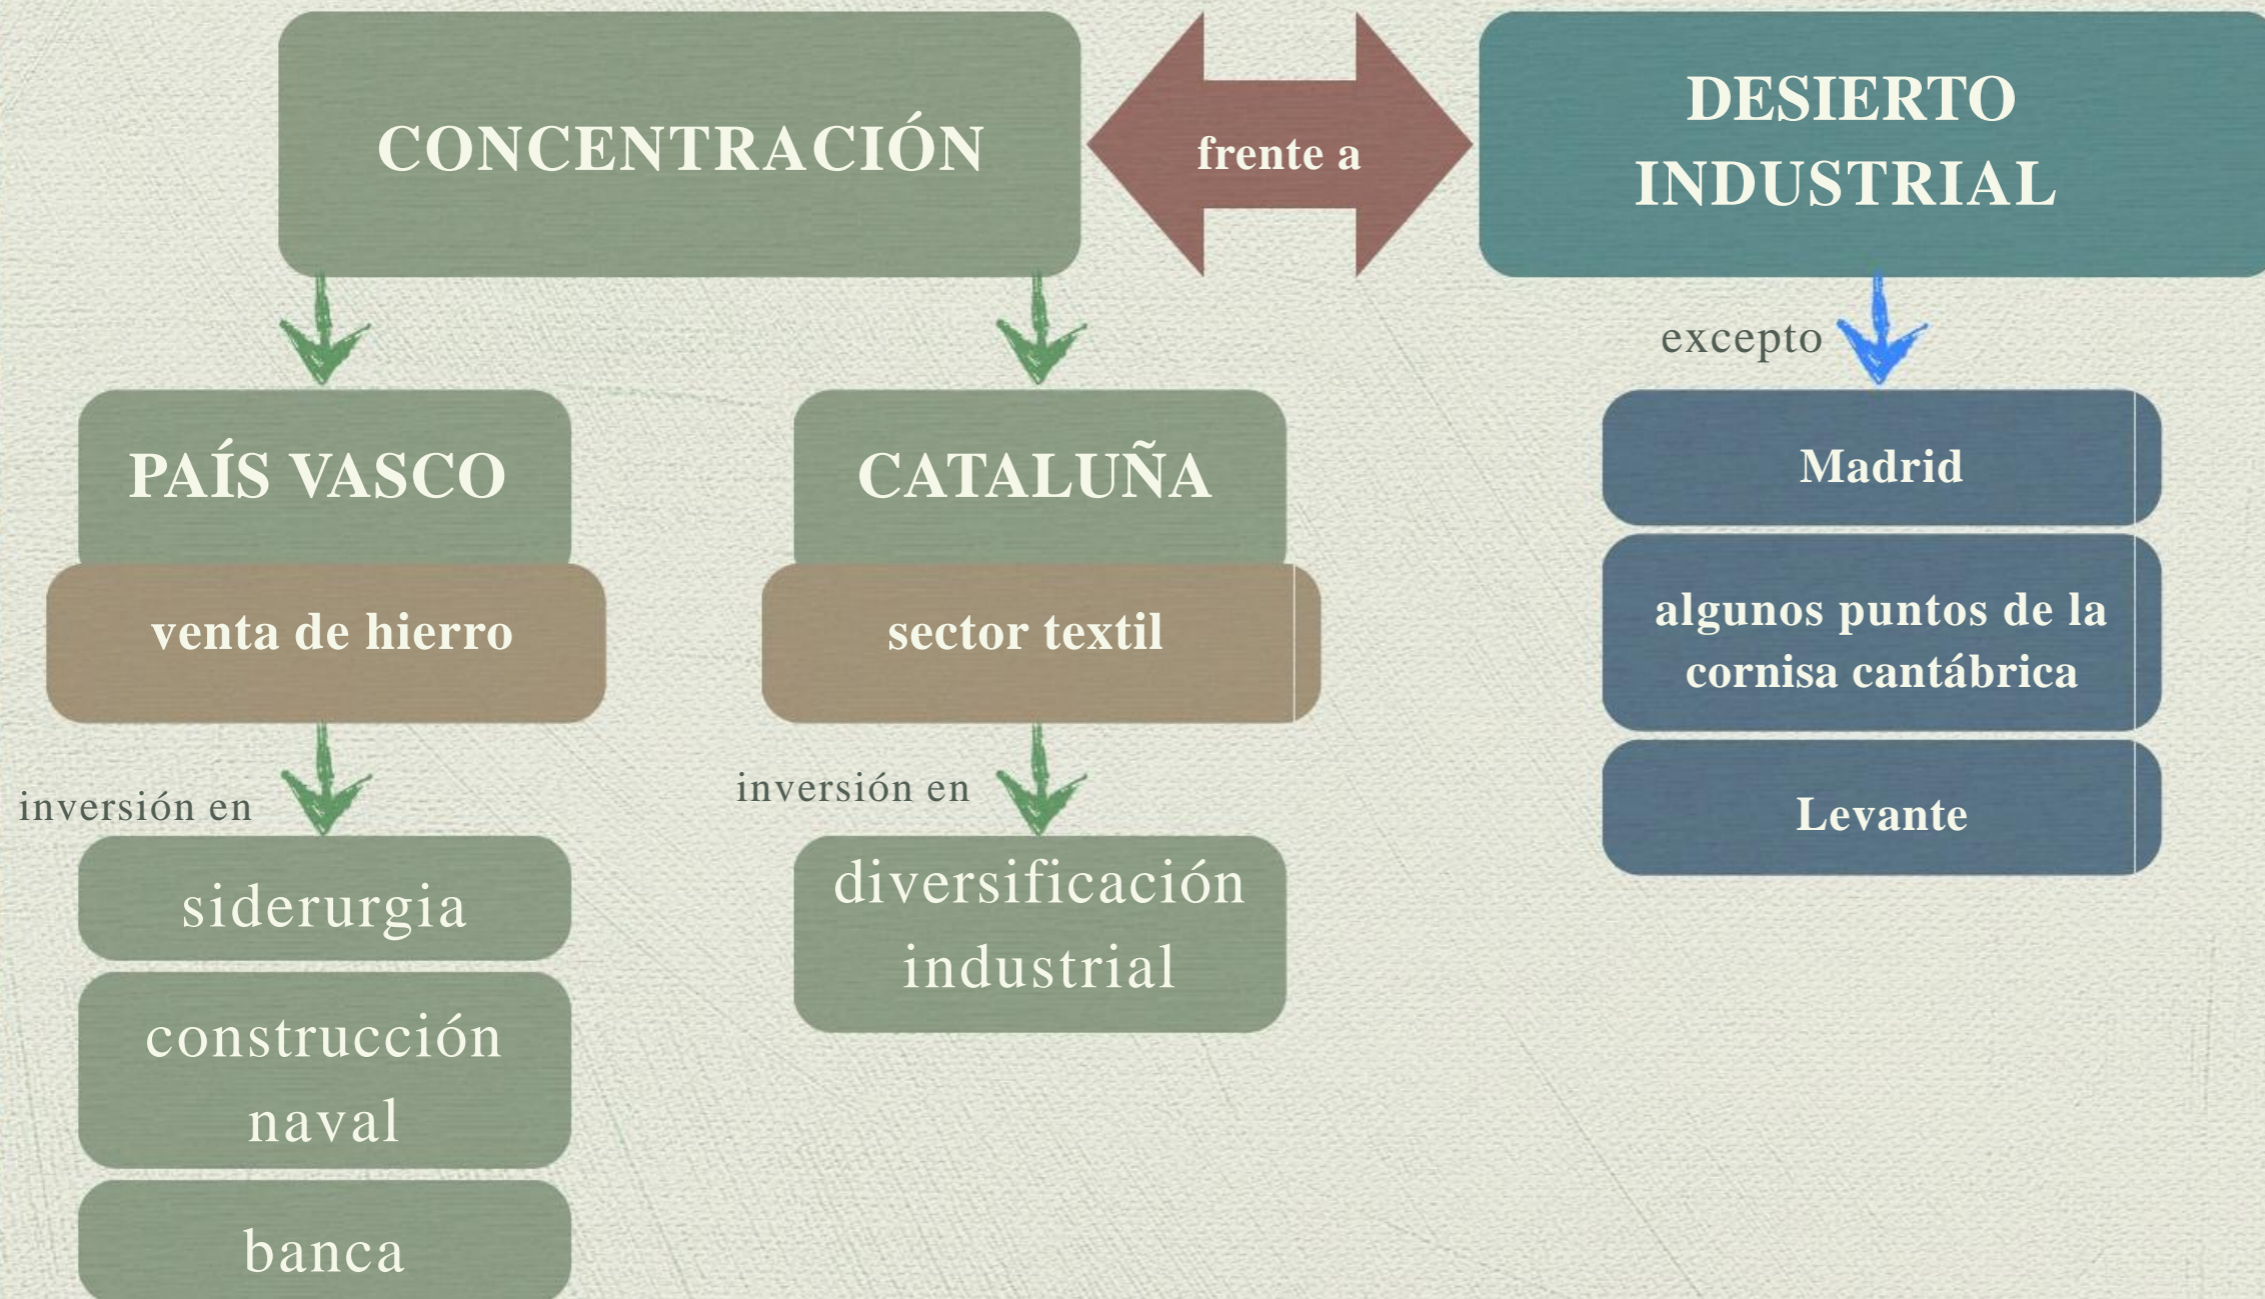 CONCENTRACIÓN
frente a
DESIERTO
INDUSTRIAL
excepto
PAÍS VASCO
venta de hierro
inversión en
siderurgia
construcción
naval
banca
CATALUÑA
sector textil
inversión en
diversificación
industrial
Madrid
algunos puntos de la
cornisa cantábrica
Levante